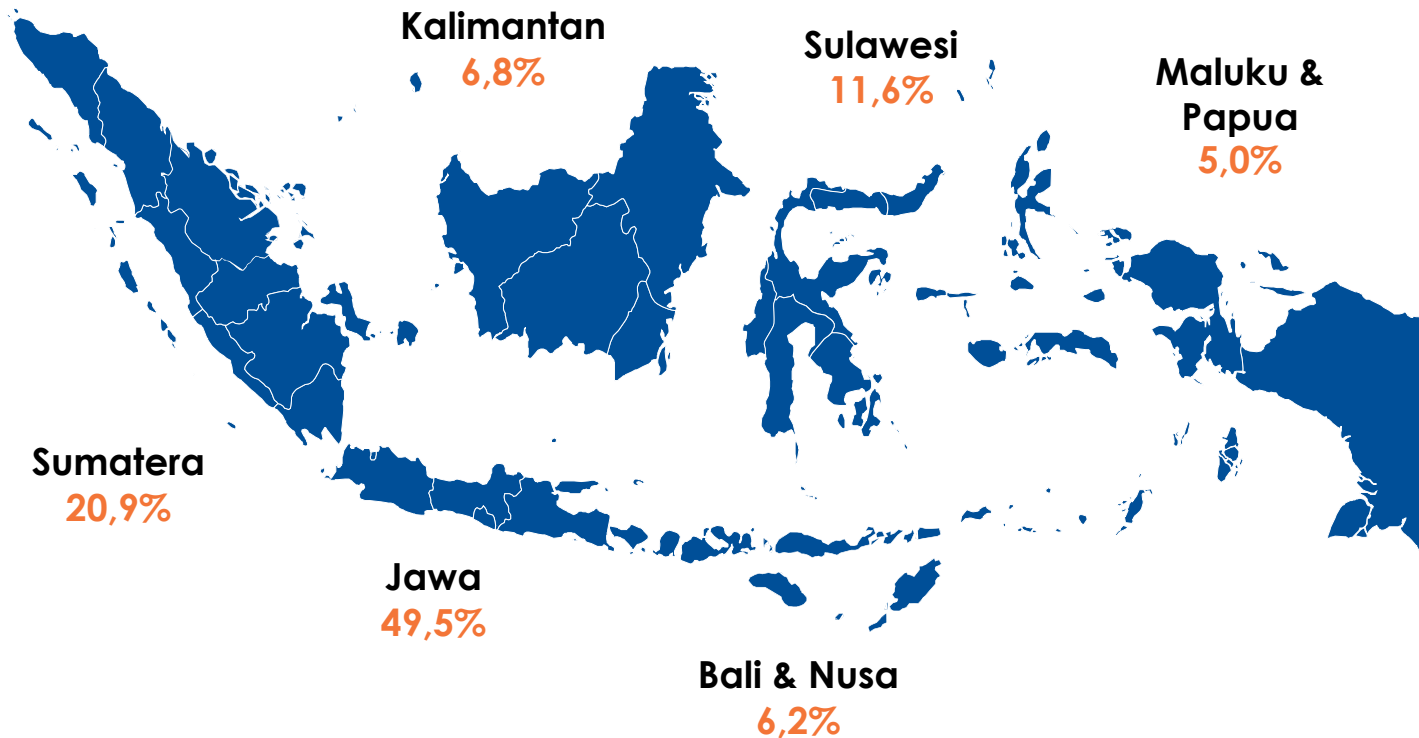 Kalimantan
6,8%
Sulawesi
11,6%
Maluku &
Papua
5,0%
Sumatera
20,9%
Jawa
49,5%
Bali & Nusa
6,2%